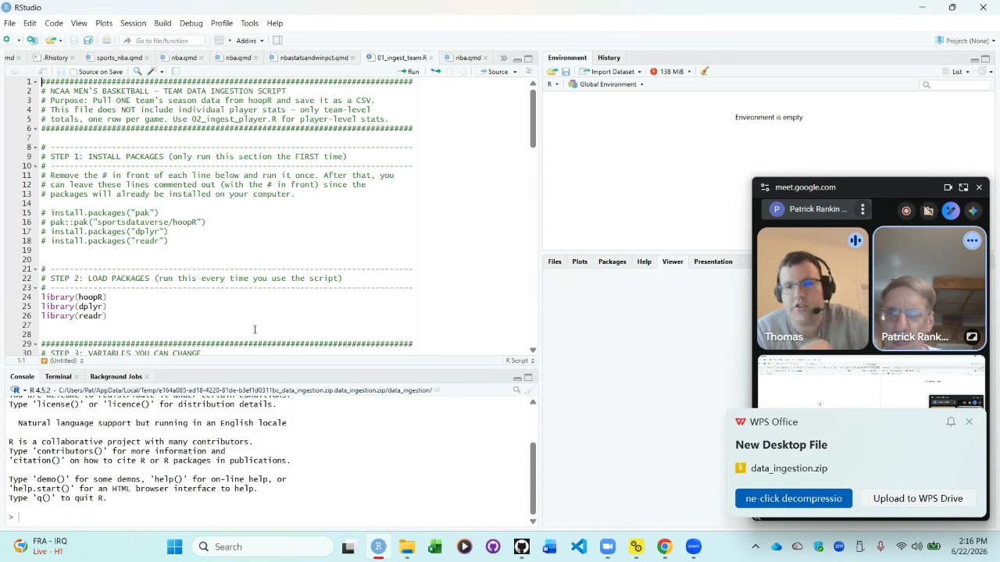 RStudio
File Edit Code View Plots Session Build Debug Profile Tools Help
Go to file/function
Addins
Project: (None)
md
.RHistory
sports_nba.qmd
nba.qmd
nba.qmd
nbastatsandwinpct.qmd
01_ingest_team.R
nba.qmd
Source on Save
Run
Source
1 ################################################################################
2 # NCAA MEN'S BASKETBALL — TEAM DATA INGESTION SCRIPT
3 # Purpose: Pull ONE team's season data from hoopR and save it as a CSV.
4 # This file does NOT include individual player stats — only team-level
5 # totals, one row per game. Use 02_ingest_player.R for player-level stats.
6 ################################################################################
7
8 # -----------------------------------------------------------------------------
9 # STEP 1: INSTALL PACKAGES (only run this section the FIRST time)
10 # -----------------------------------------------------------------------------
11 # Remove the # in front of each line below and run it once. After that, you
12 # can leave these lines commented out (with the # in front) since the
13 # packages will already be installed on your computer.
14
15 # install.packages("pak")
16 # pak::pak("sportsdataverse/hoopR")
17 # install.packages("dplyr")
18 # install.packages("readr")
19
20
21 # -----------------------------------------------------------------------------
22 # STEP 2: LOAD PACKAGES (run this every time you use the script)
23 # -----------------------------------------------------------------------------
24 library(hoopR)
25 library(dplyr)
26 library(readr)
27
28
29 ################################################################################
30 # STEP 3: VARIABLES YOU CAN CHANGE
1:1 (Untitled) R Script
Console Terminal Background Jobs
R 4.5.2 · C:/Users/Pat/AppData/Local/Temp/e164a085-ad18-4220-81de-b3ef1d0311bc_data_ingestion.zip.data_ingestion.zip/data_ingestion/
You are welcome to redistribute it under certain conditions.
Type 'license()' or 'licence()' for distribution details.
Natural language support but running in an English locale
R is a collaborative project with many contributors.
Type 'contributors()' for more information and
'citation()' on how to cite R or R packages in publications.
Type 'demo()' for some demos, 'help()' for on-line help, or
'help.start()' for an HTML browser interface to help.
Type 'q()' to quit R.
>
Environment History
Import Dataset
138 MiB
List
R
Global Environment
Environment is empty
Files Plots Packages Help Viewer Presentation
meet.google.com
P Patrick Rankin ...
Thomas
Patrick Rank...
WPS Office
New Desktop File
data_ingestion.zip
ne-click decompressio
Upload to WPS Drive
FRA - IRQ
Live - H1
Search
zoom
zm
2:16 PM
6/22/2026